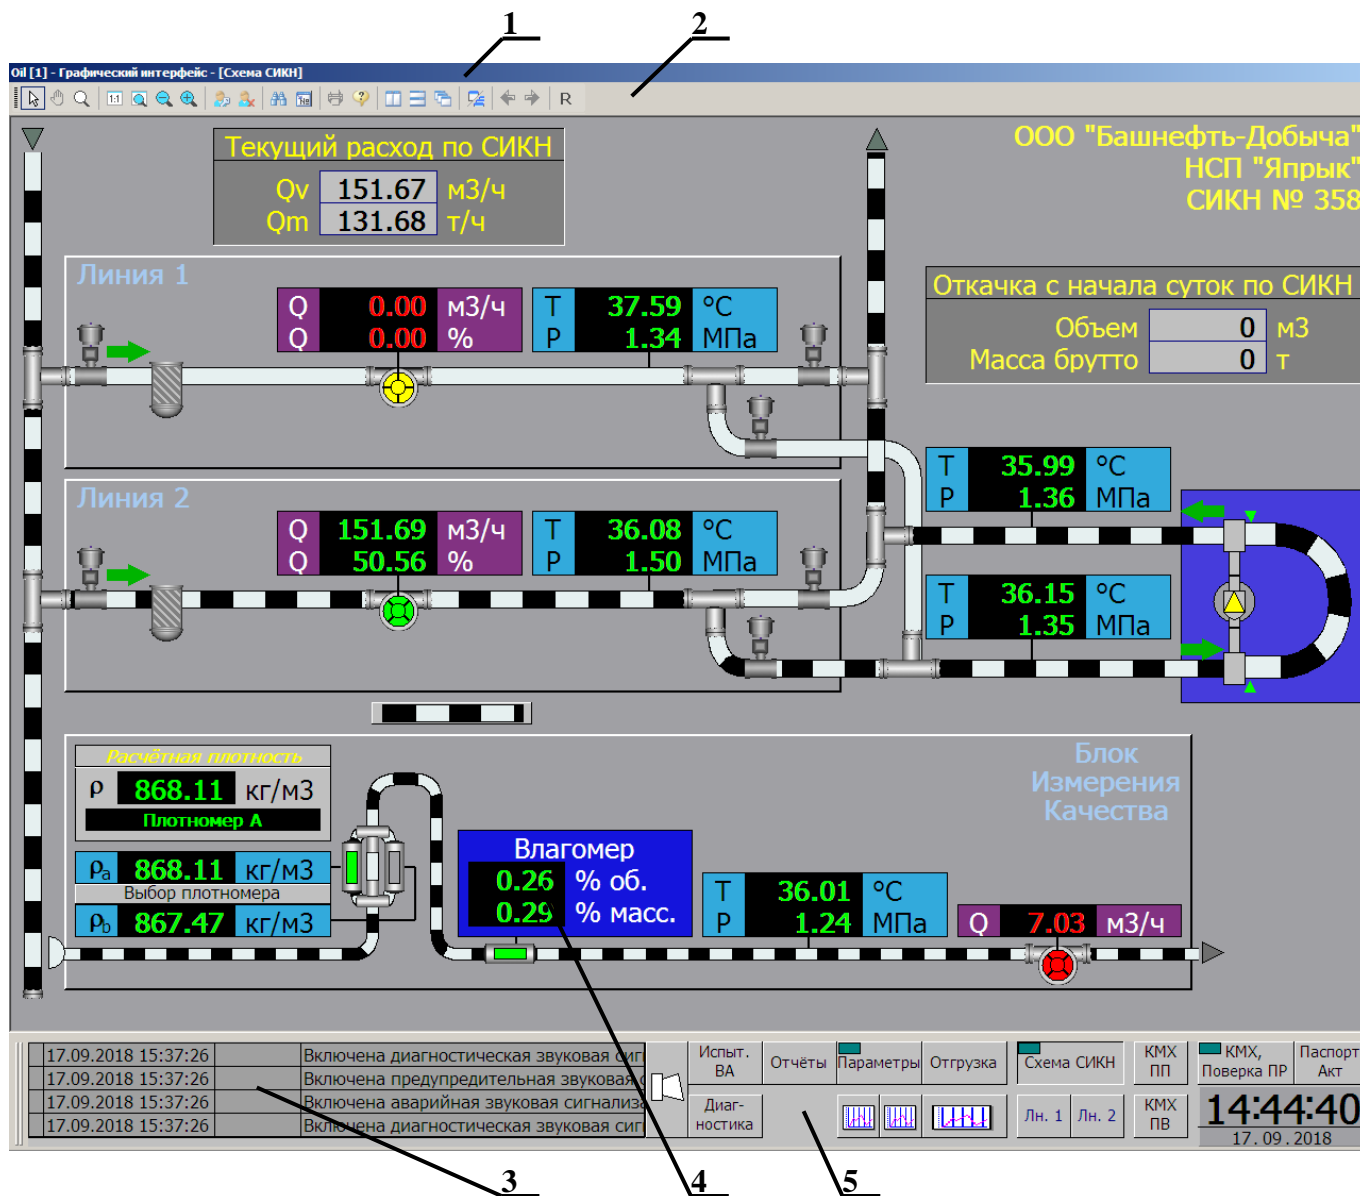 1
2
Oil [1] - Графический интерфейс - [Схема СИКН]
1:1
R
Текущий расход по СИКН
Qv 151.67 м3/ч
Qm 131.68 т/ч
ООО "Башнефть-Добыча"
НСП "Япрык"
СИКН № 358
Линия 1
Q 0.00 м3/ч
Q 0.00 %
T 37.59 °C
P 1.34 МПа
Откачка с начала суток по СИКН
Объем 0 м3
Масса брутто 0 т
Линия 2
Q 151.69 м3/ч
Q 50.56 %
T 36.08 °C
P 1.50 МПа
T 35.99 °C
P 1.36 МПа
T 36.15 °C
P 1.35 МПа
Расчётная плотность
ρ 868.11 кг/м3
Плотномер А
ρa 868.11 кг/м3
Выбор плотномера
ρb 867.47 кг/м3
Влагомер
0.26 % об.
0.29 % масс.
T 36.01 °C
P 1.24 МПа
Блок
Измерения
Качества
Q 7.03 м3/ч
17.09.2018 15:37:26 Включена диагностическая звуковая сиг
17.09.2018 15:37:26 Включена предупредительная звуковая
17.09.2018 15:37:26 Включена аварийная звуковая сигнализа
17.09.2018 15:37:26 Включена диагностическая звуковая сиг
Испыт.
ВА
Отчёты
Параметры
Отгрузка
Схема СИКН
КМХ
ПП
КМХ,
Поверка ПР
Паспорт
Акт
Диаг-
ностика
Лн. 1
Лн. 2
КМХ
ПВ
14:44:40
17.09.2018
3
4
5